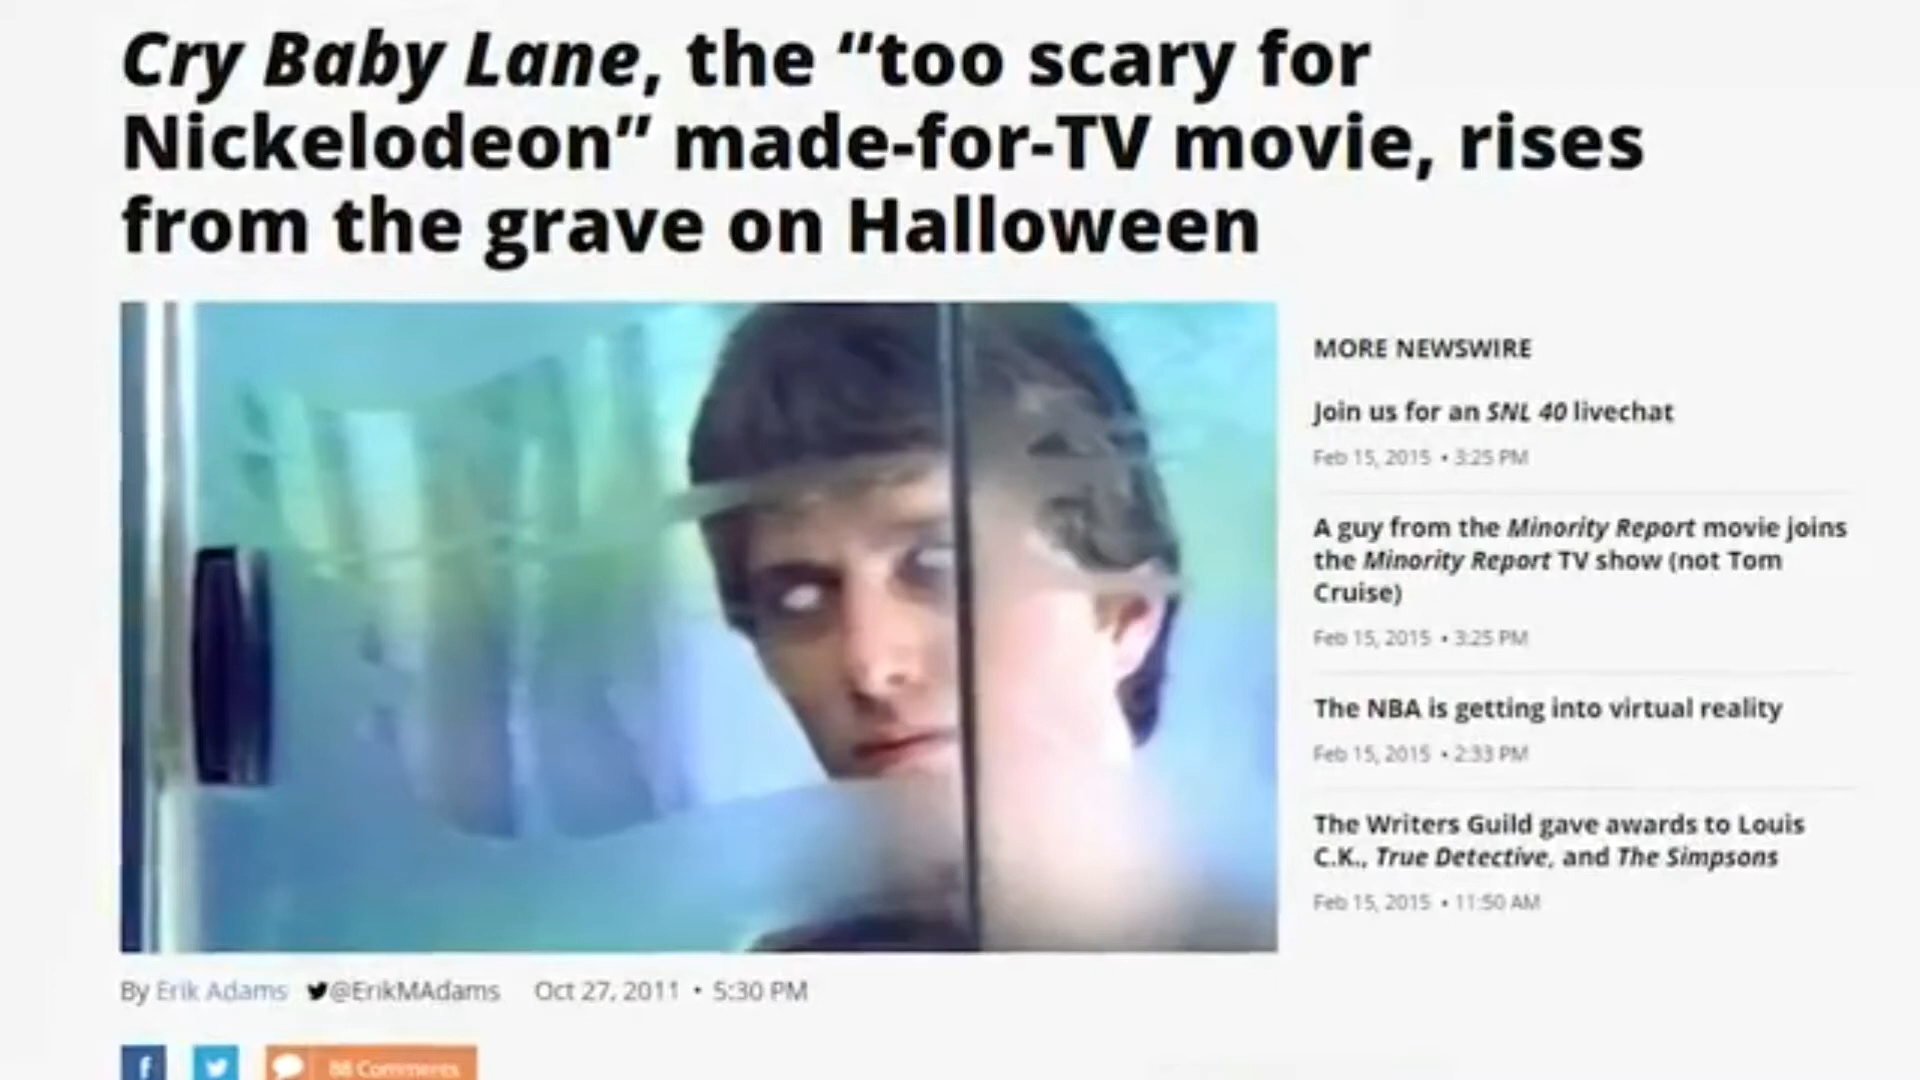 Cry Baby Lane, the “too scary for
Nickelodeon” made-for-TV movie, rises
from the grave on Halloween
MORE NEWSWIRE
Join us for an SNL 40 livechat
Feb 15, 2015 • 3:25 PM
A guy from the Minority Report movie joins
the Minority Report TV show (not Tom
Cruise)
Feb 15, 2015 • 3:25 PM
The NBA is getting into virtual reality
Feb 15, 2015 • 2:33 PM
The Writers Guild gave awards to Louis
C.K., True Detective, and The Simpsons
Feb 15, 2015 • 11:50 AM
By Erik Adams @ErikMAdams Oct 27, 2011 • 5:30 PM
f
88 Comments